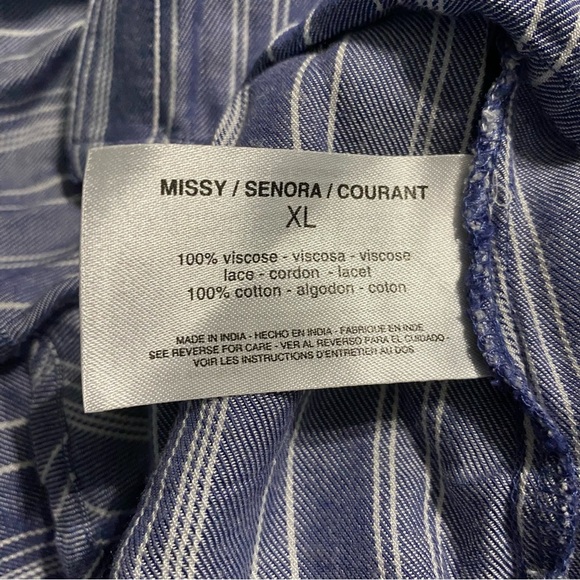 MISSY / SENORA / COURANT
XL
100% viscose - viscosa - viscose
lace - cordon - lacet
100% cotton - algodon - coton
MADE IN INDIA - HECHO EN INDIA - FABRIQUE EN INDE
SEE REVERSE FOR CARE - VER AL REVERSO PARA EL CUIDADO -
VOIR LES INSTRUCTIONS D'ENTRETIER AU DOS